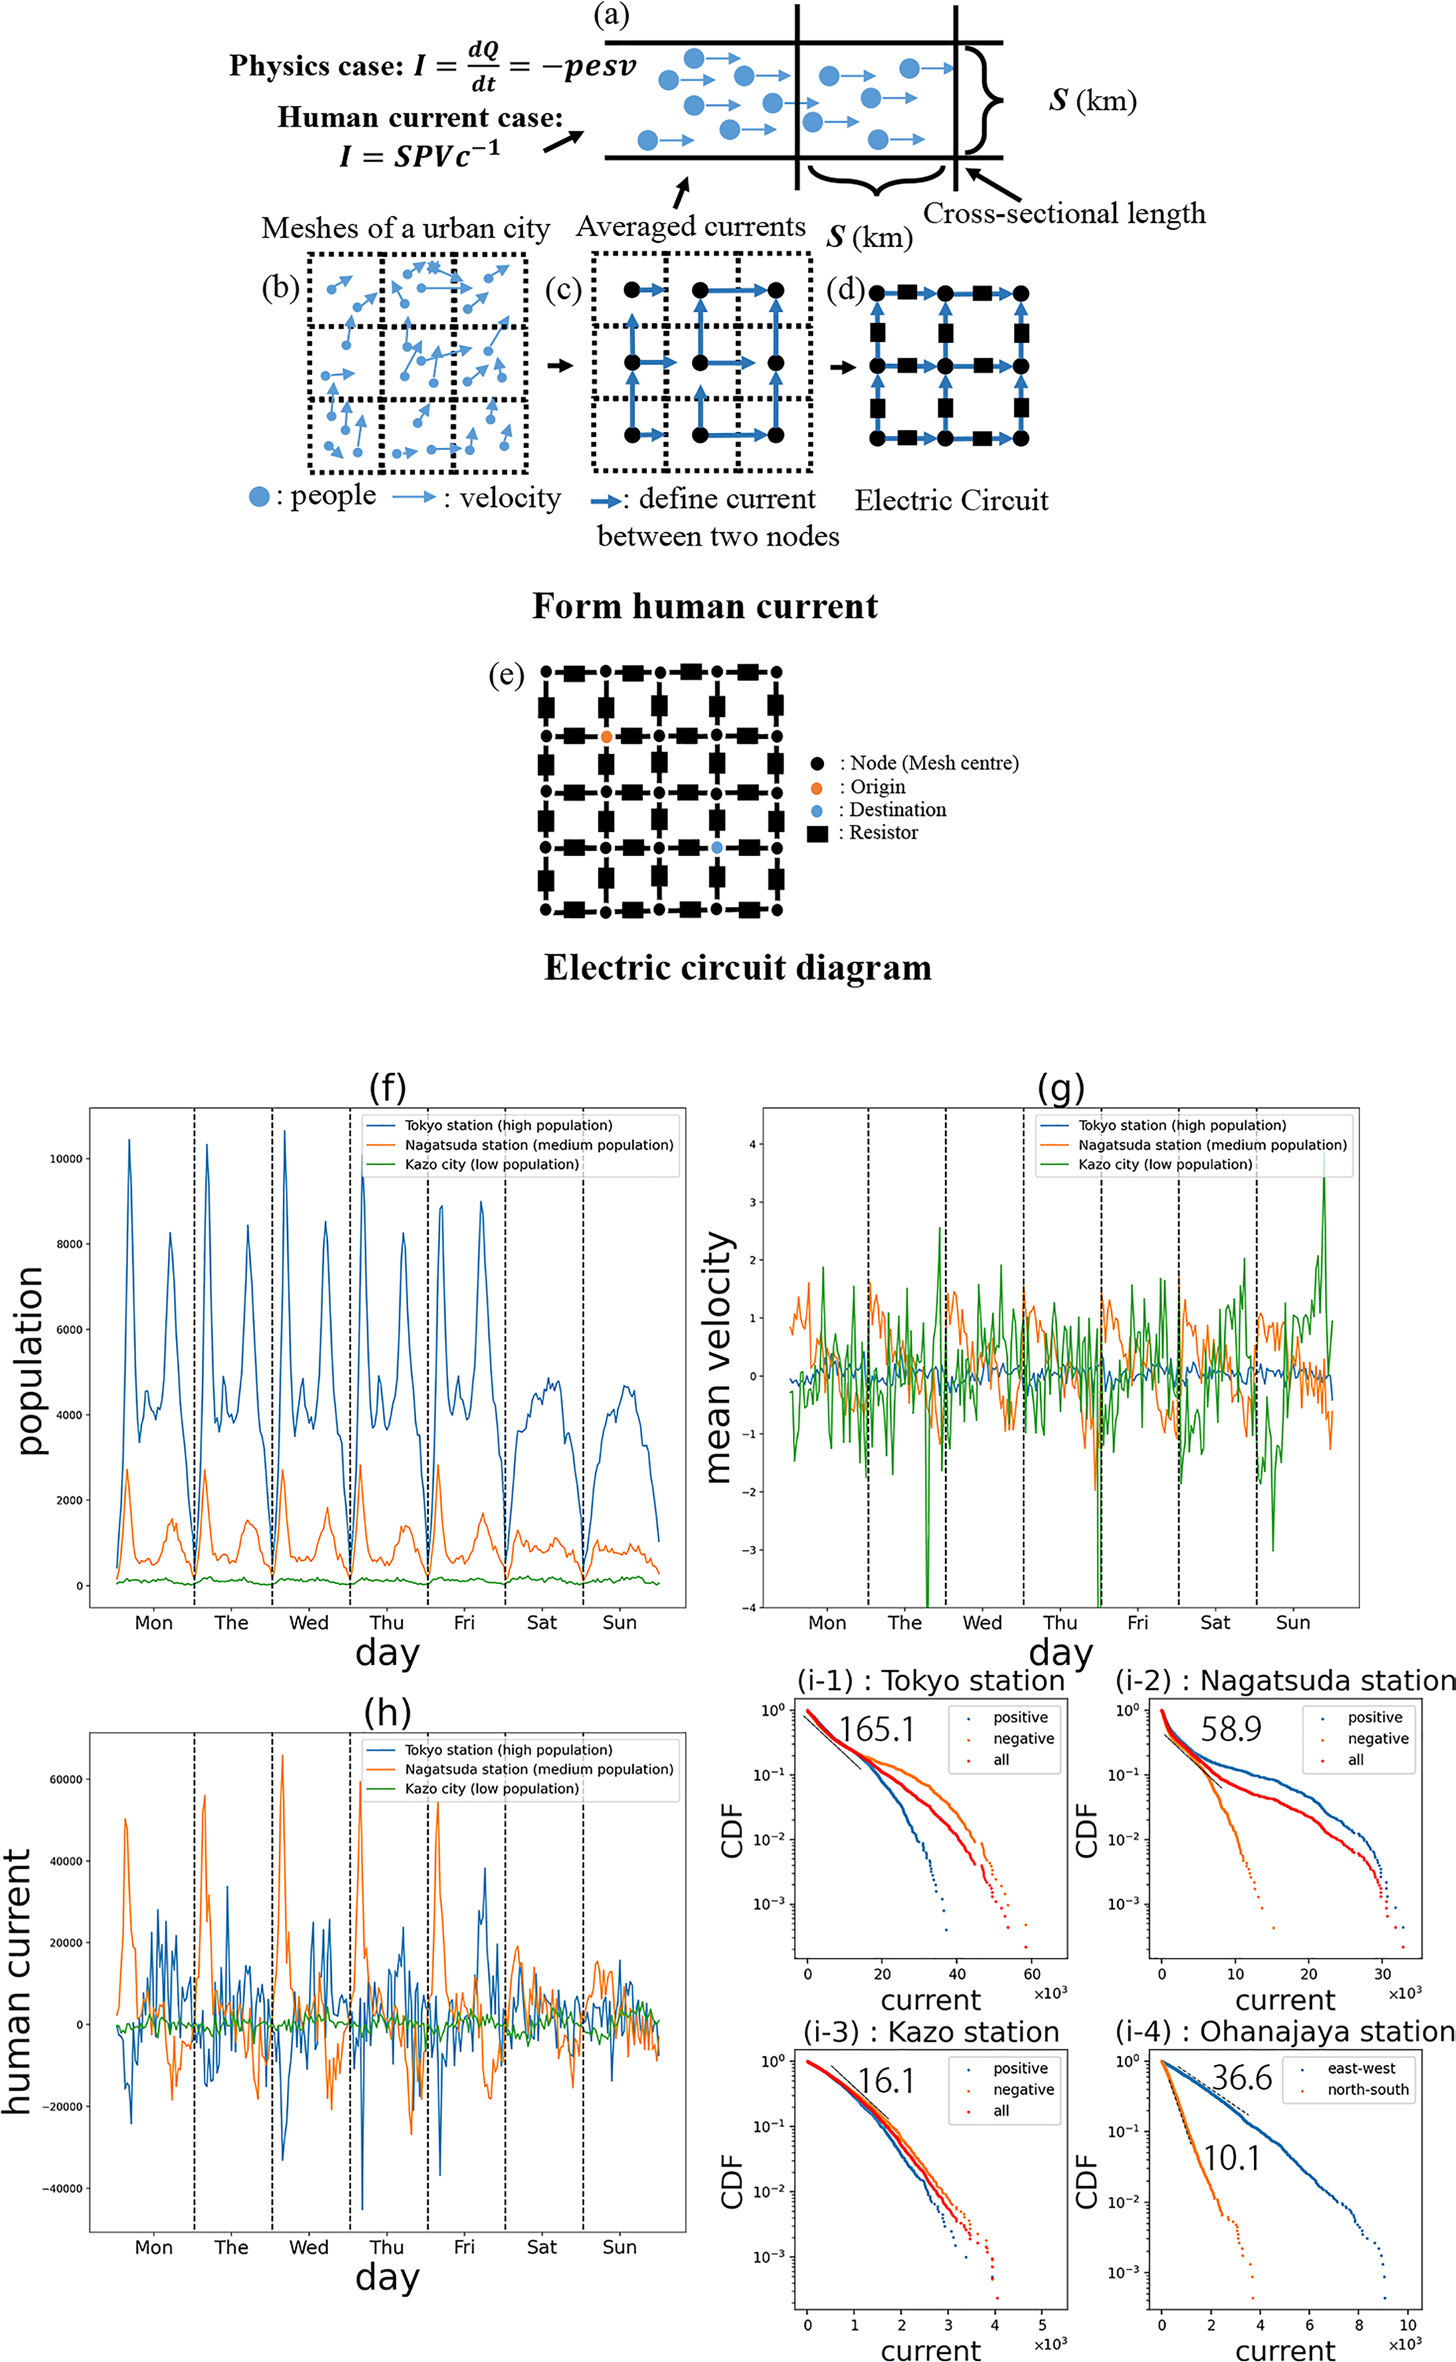 (a)
Physics case: I = dQ/dt = −pesv
Human current case:
I = SPVc⁻¹
S (km)
Cross-sectional length
S (km)
Meshes of a urban city
Averaged currents
(b)
(c)
(d)
: people
: velocity
: define current
between two nodes
Electric Circuit
Form human current
(e)
: Node (Mesh centre)
: Origin
: Destination
: Resistor
Electric circuit diagram
(f)
Tokyo station (high population)
Nagatsuda station (medium population)
Kazo city (low population)
population
10000
8000
6000
4000
2000
0
Mon The Wed Thu Fri Sat Sun
day
(g)
Tokyo station (high population)
Nagatsuda station (medium population)
Kazo city (low population)
mean velocity
4
3
2
1
0
−1
−2
−3
−4
Mon The Wed Thu Fri Sat Sun
day
(h)
Tokyo station (high population)
Nagatsuda station (medium population)
Kazo city (low population)
human current
60000
40000
20000
0
−20000
−40000
Mon The Wed Thu Fri Sat Sun
day
(i-1) : Tokyo station
165.1
positive
negative
all
CDF
10⁰
10⁻¹
10⁻²
10⁻³
0 20 40 60
current ×10³
(i-2) : Nagatsuda station
58.9
positive
negative
all
CDF
10⁰
10⁻¹
10⁻²
10⁻³
0 10 20 30
current ×10³
(i-3) : Kazo station
16.1
positive
negative
all
CDF
10⁰
10⁻¹
10⁻²
10⁻³
0 1 2 3 4 5
current ×10³
(i-4) : Ohanajaya station
36.6
10.1
east-west
north-south
CDF
10⁰
10⁻¹
10⁻²
10⁻³
0 2 4 6 8 10
current ×10³